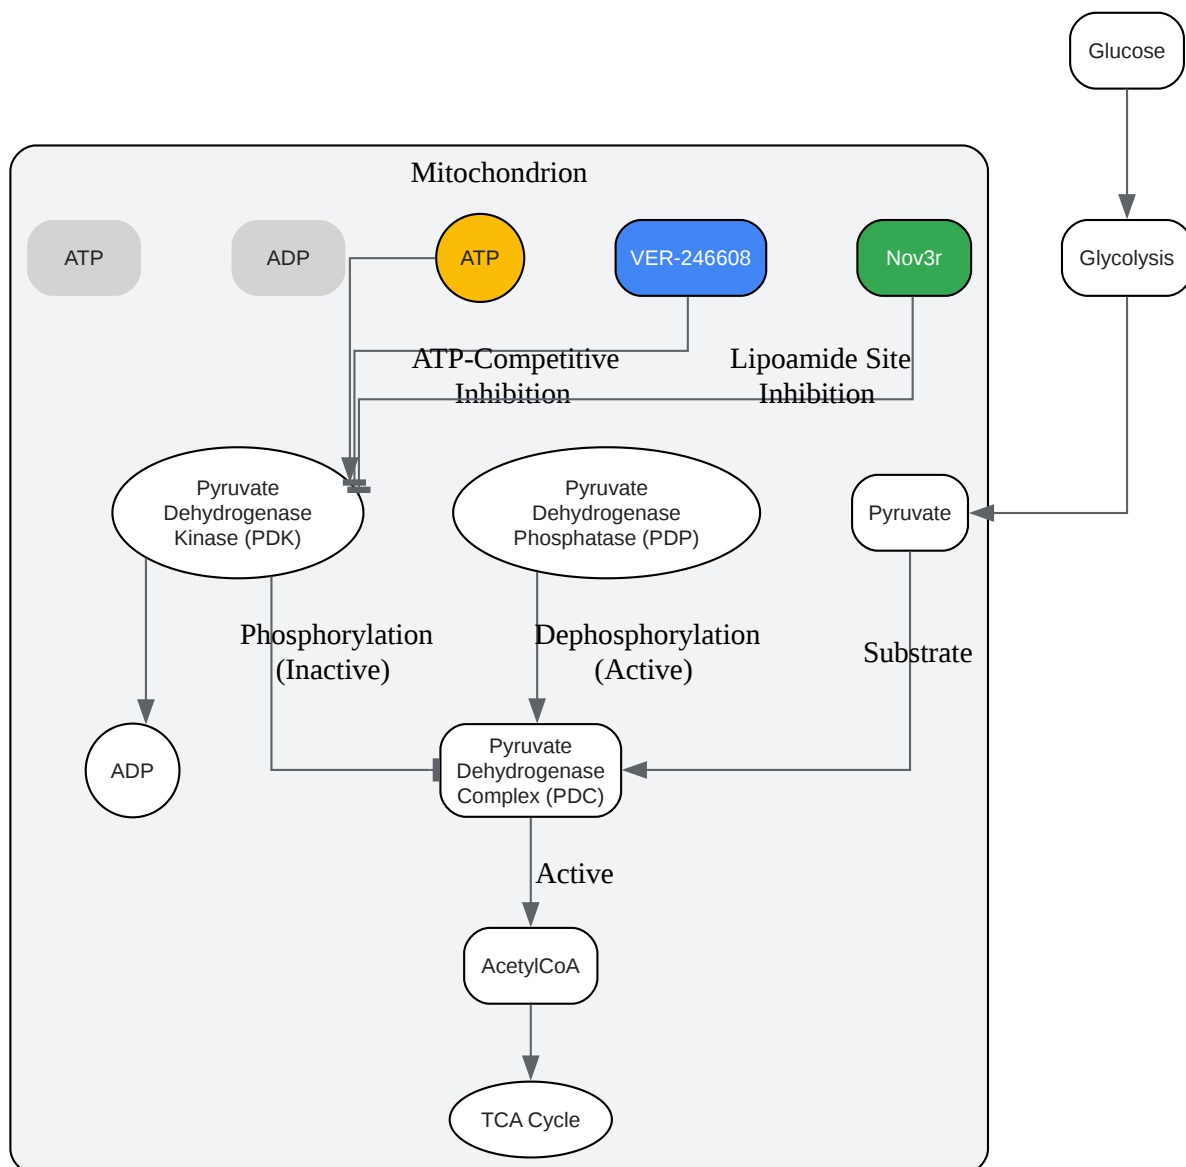 Glucose
Mitochondrion
ATP
ADP
ATP
VER-246608
Nov3r
Glycolysis
ATP-Competitive
Inhibition
Lipoamide Site
Inhibition
Pyruvate
Dehydrogenase
Kinase (PDK)
Pyruvate
Dehydrogenase
Phosphatase (PDP)
Pyruvate
Phosphorylation
(Inactive)
Dephosphorylation
(Active)
Substrate
ADP
Pyruvate
Dehydrogenase
Complex (PDC)
Active
AcetylCoA
TCA Cycle